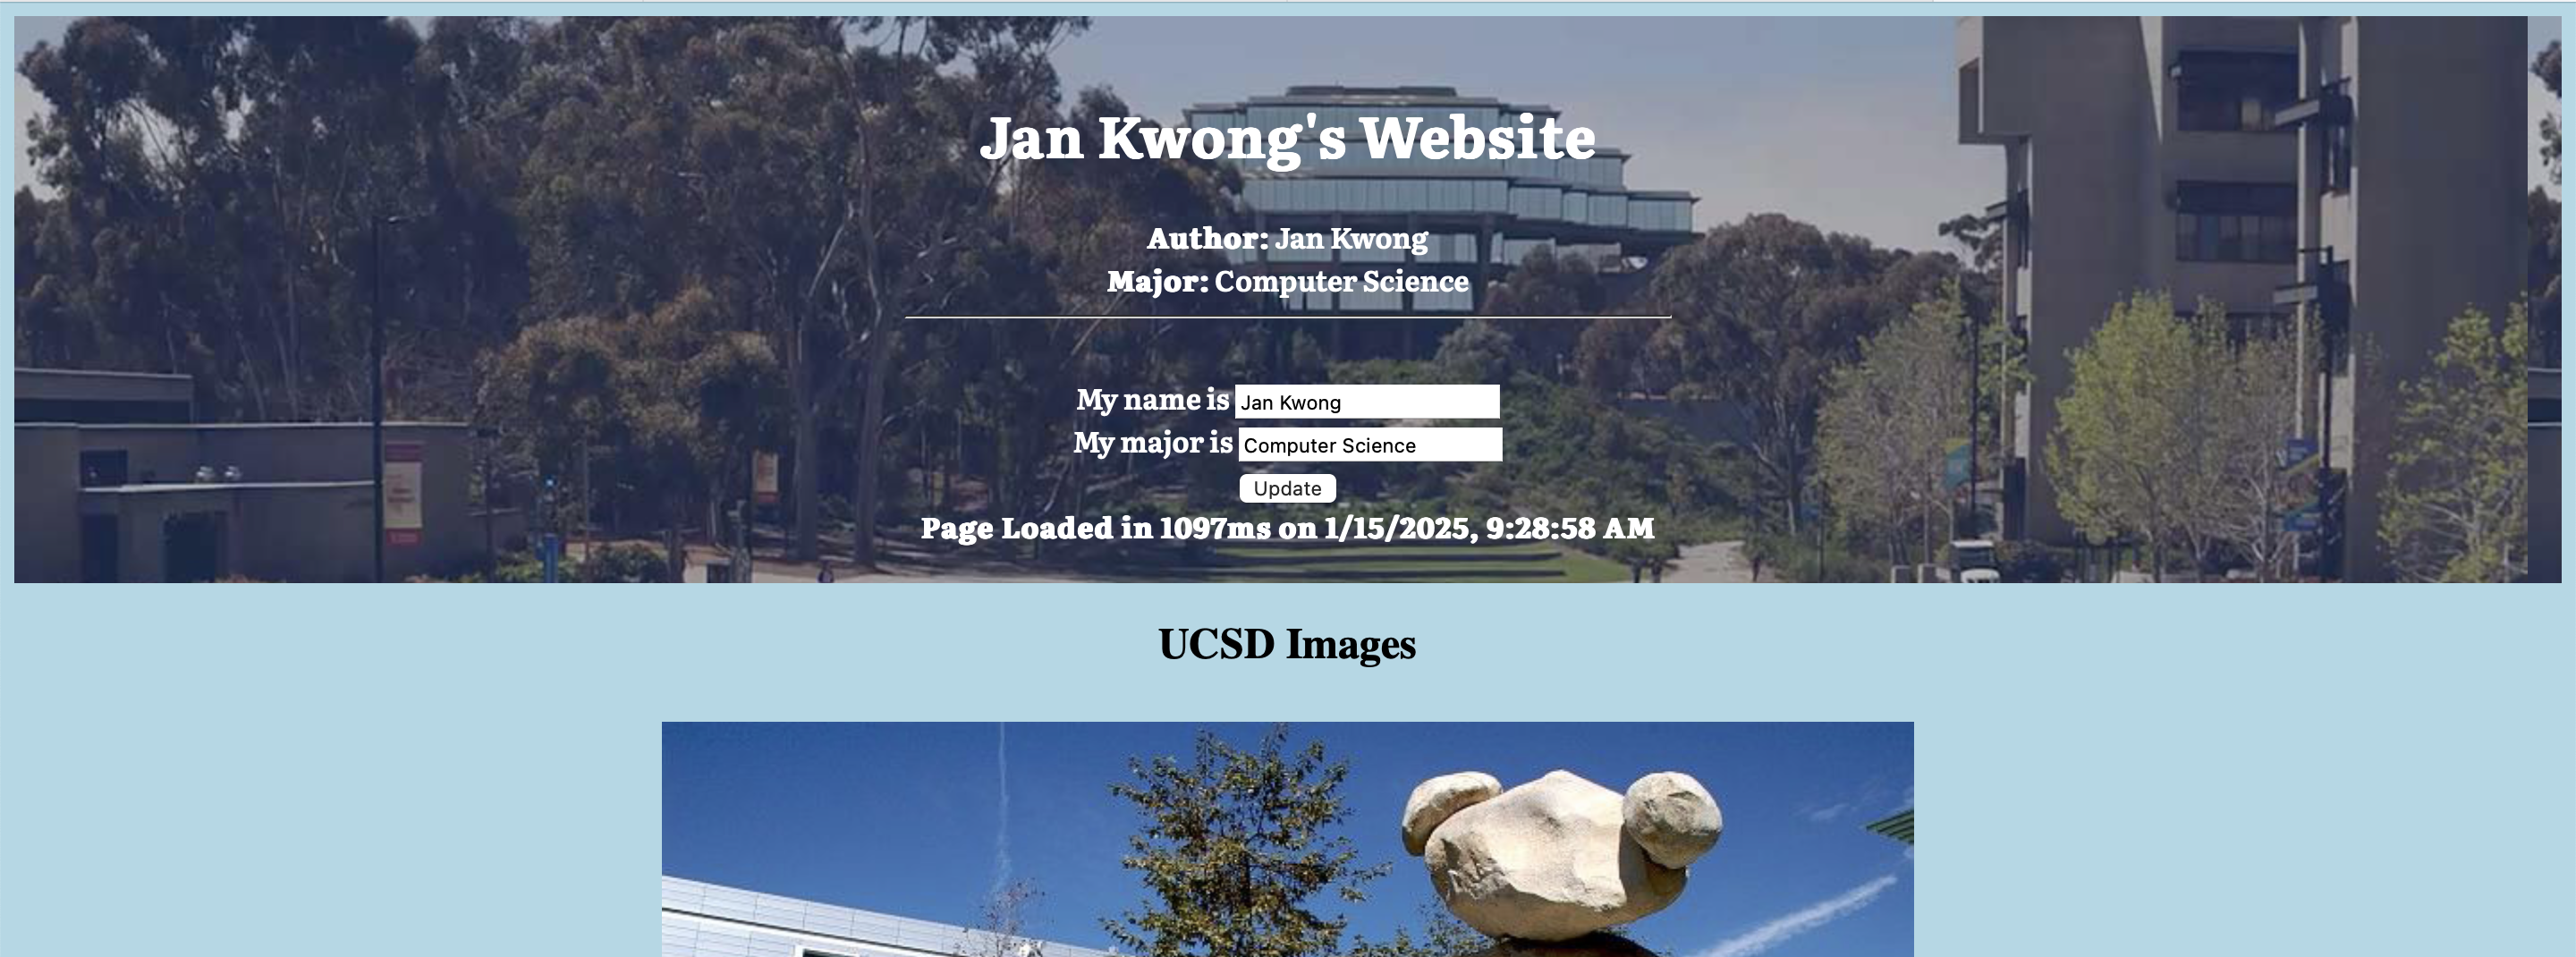 Jan Kwong's Website
Author: Jan Kwong
Major: Computer Science
My name is Jan Kwong
My major is Computer Science
Update
Page Loaded in 1097ms on 1/15/2025, 9:28:58 AM
UCSD Images